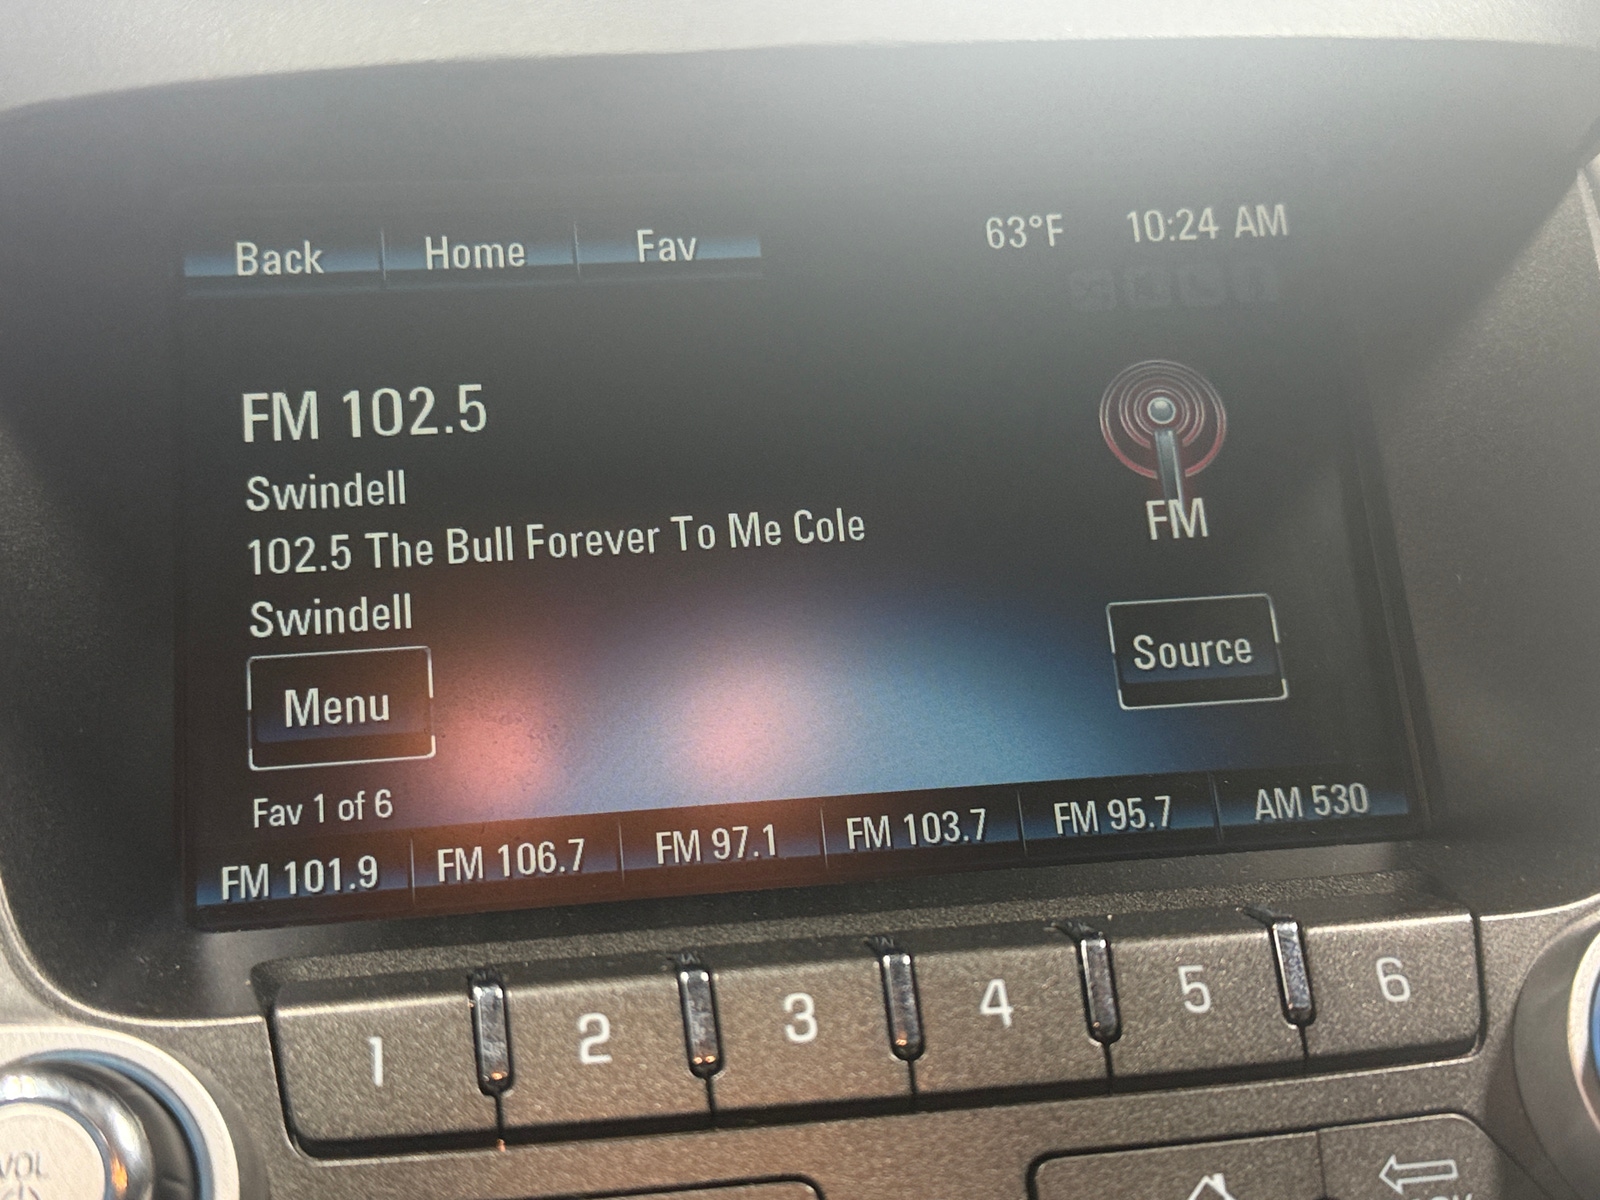 Back Home Fav 63°F 10:24 AM
FM 102.5
Swindell
102.5 The Bull Forever To Me Cole
Swindell
FM
Menu
Source
Fav 1 of 6
FM 101.9 FM 106.7 FM 97.1 FM 103.7 FM 95.7 AM 530
1 2 3 4 5 6
VOL